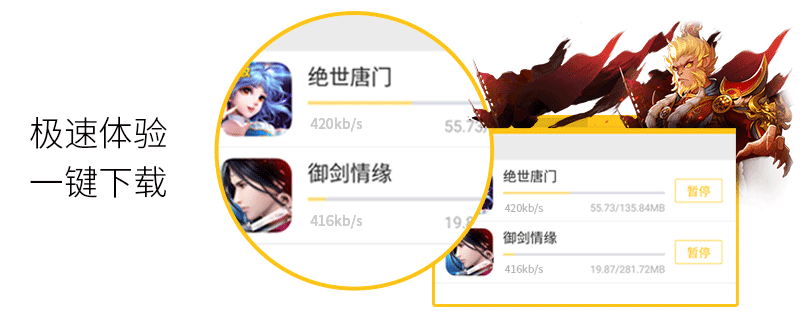 极速体验
一键下载
绝世唐门
420kb/s
55.73/
御剑情缘
416kb/s
19.8
绝世唐门
暂停
420kb/s
55.73/135.84MB
御剑情缘
暂停
416kb/s
19.87/281.72MB